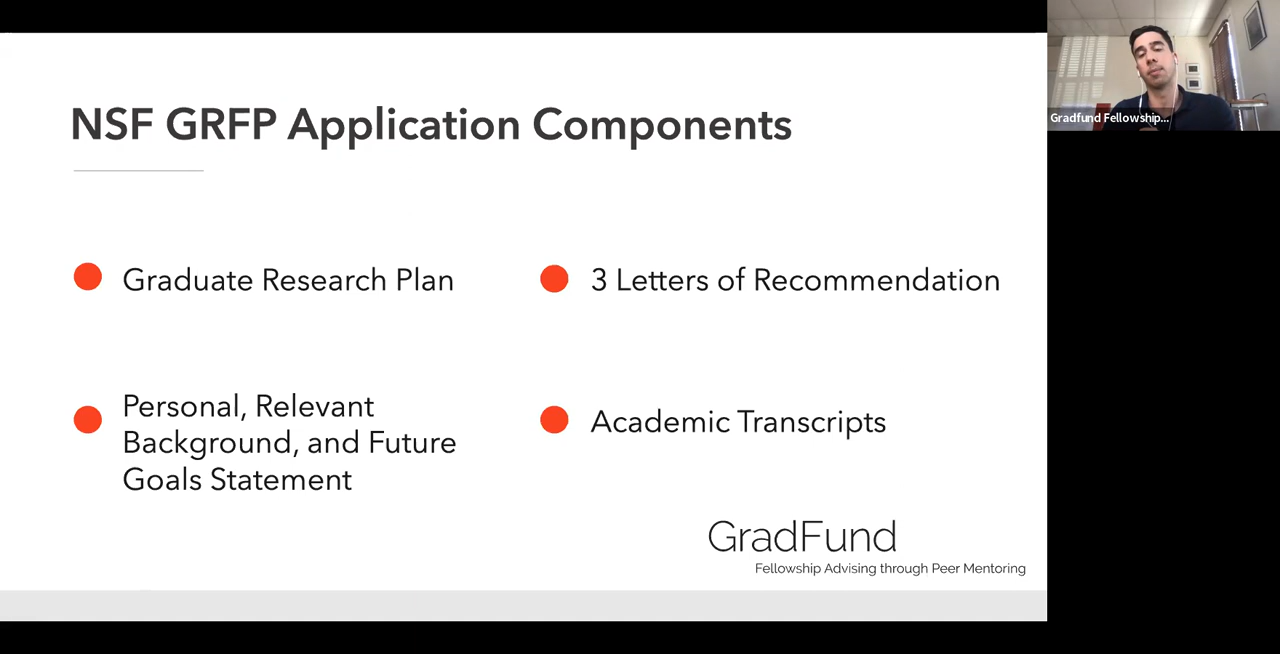 NSF GRFP Application Components
Graduate Research Plan
3 Letters of Recommendation
Personal, Relevant
Background, and Future
Goals Statement
Academic Transcripts
GradFund
Fellowship Advising through Peer Mentoring
Gradfund Fellowship...